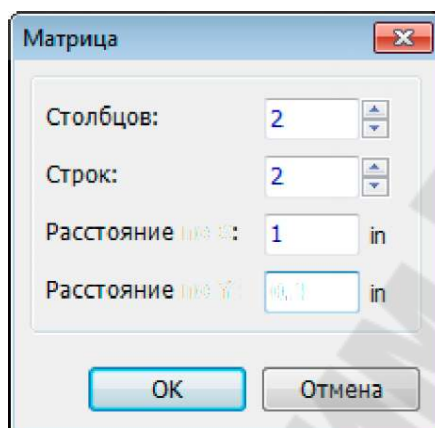 Матрица
Столбцов: 2
Строк: 2
Расстояние : 1 in
Расстояние in
OK Отмена